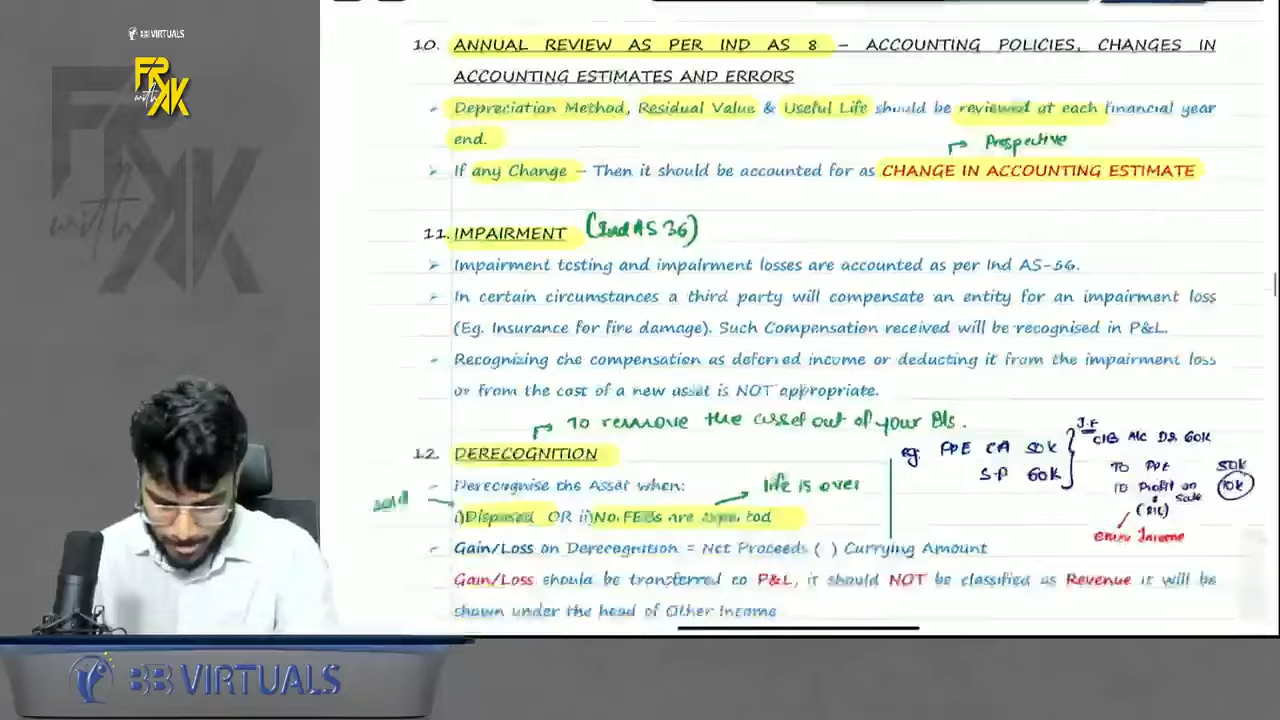 BB VIRTUALS
FR
with AK
FR
with AK
10. ANNUAL REVIEW AS PER IND AS 8 – ACCOUNTING POLICIES, CHANGES IN
ACCOUNTING ESTIMATES AND ERRORS
Depreciation Method, Residual Value & Useful Life should be reviewed at each financial year
end.
Prospective
If any Change – Then it should be accounted for as CHANGE IN ACCOUNTING ESTIMATE
11. IMPAIRMENT (Ind AS 36)
Impairment testing and impairment losses are accounted as per Ind AS-36.
In certain circumstances a third party will compensate an entity for an impairment loss
(Eg. Insurance for fire damage). Such Compensation received will be recognised in P&L.
Recognizing the compensation as deferred income or deducting it from the impairment loss
or from the cost of a new asset is NOT appropriate.
To remove the asset out of your B/s.
12. DERECOGNITION
eg PPE CA 50k
S.P 60k
J.E
C/B A/c Dr 60k
To PPE 50k
To Profit on Sale 10k
(P/L)
Income
Derecognise the Asset when:
life is over
sold
i)Disposed OR ii)No FEBs are
Gain/Loss on Derecognition = Net Proceeds ( ) Carrying Amount
Gain/Loss should be transferred to P&L, it should NOT be classified as Revenue it will be
shown under the head of Other Income
BB VIRTUALS